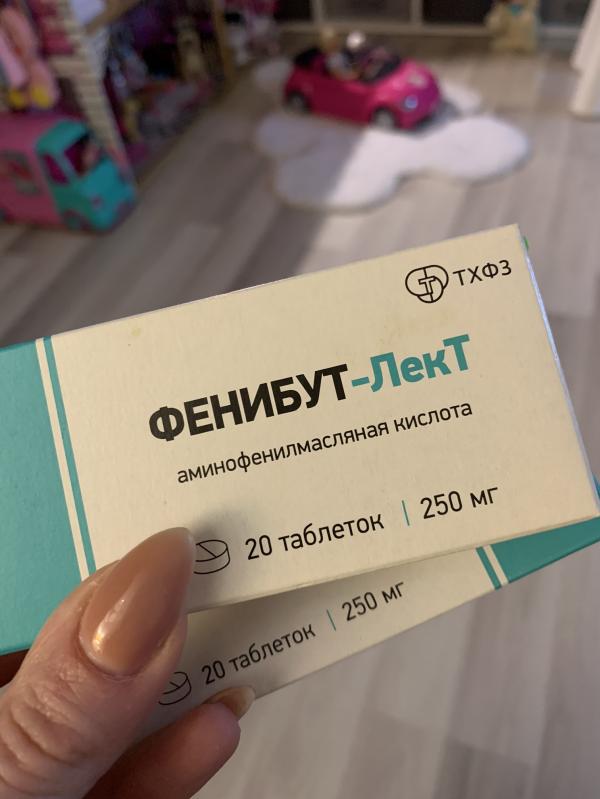 ТХФЗ
ФЕНИБУТ-ЛекТ
аминофенилмасляная кислота
20 таблеток | 250 мг
20 таблеток | 250 мг